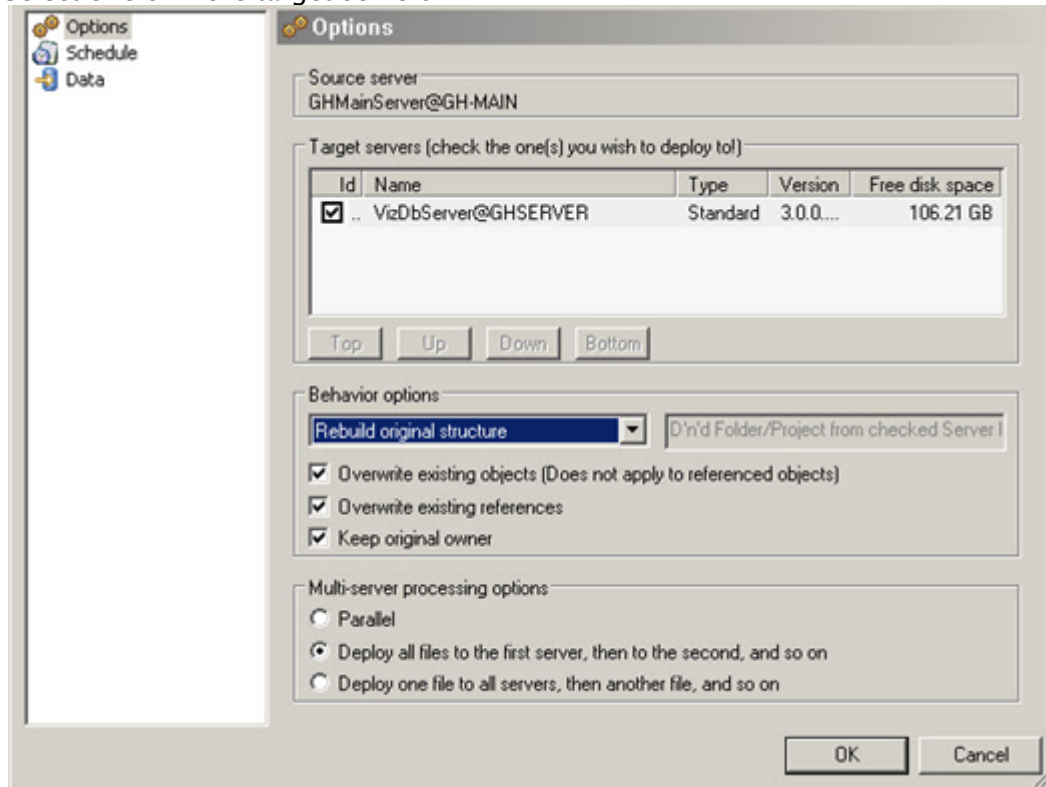 Options
Schedule
Data
Options
Source server
GHMainServer@GH-MAIN
Target servers (check the one(s) you wish to deploy to!)
Id Name Type Version Free disk space
.. VizDbServer@GHSERVER Standard 3.0.0.... 106.21 GB
Top Up Down Bottom
Behavior options
Rebuild original structure D'n'd Folder/Project from checked Server
Overwrite existing objects (Does not apply to referenced objects)
Overwrite existing references
Keep original owner
Multi-server processing options
Parallel
Deploy all files to the first server, then to the second, and so on
Deploy one file to all servers, then another file, and so on
OK Cancel